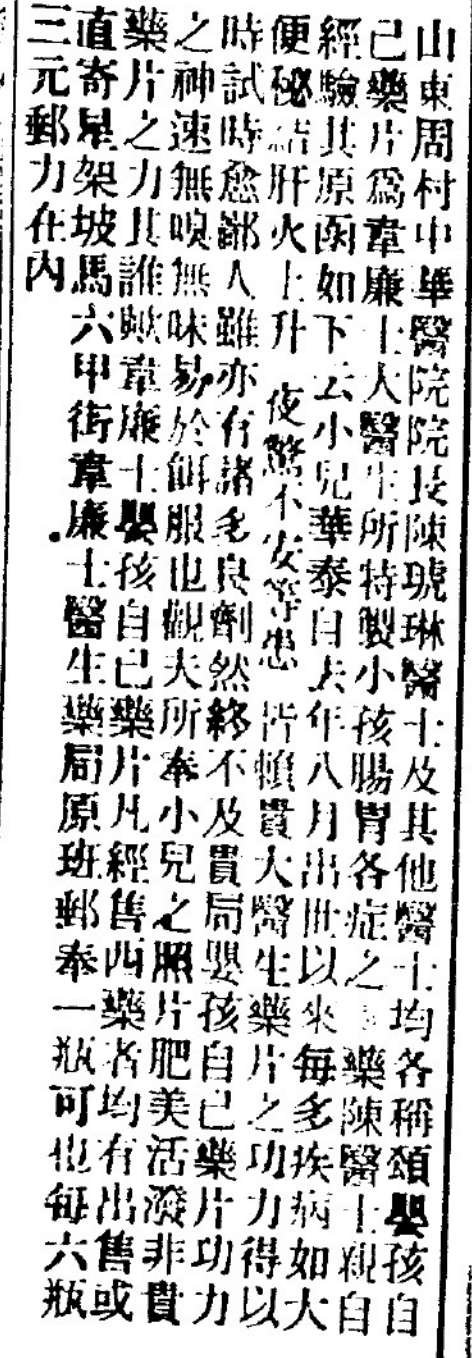 山東周村中華醫院院長陳琥琳醫士及其他醫士均各稱頌嬰孩自
己藥片爲韋廉士大醫生所特製小孩腸胃各症之藥陳醫士親自
經驗其原函如下云小兒華泰自去年八月出世以來每多疾病如大
便秘結肝火上升夜驚不安等患皆賴貴大醫生藥片之功力得以
時試時愈鄙人雖亦有諸多良劑然終不及貴局嬰孩自己藥片功力
之神速無嗅無味易於餌服也觀夫所奉小兒之照片肥美活潑非貴
藥片之力其誰歟韋廉士嬰孩自己藥片凡經售西藥者均有出售或
直寄星架坡馬六甲街韋廉士醫生藥局原班郵奉一瓶可也每六瓶
三元郵力在內